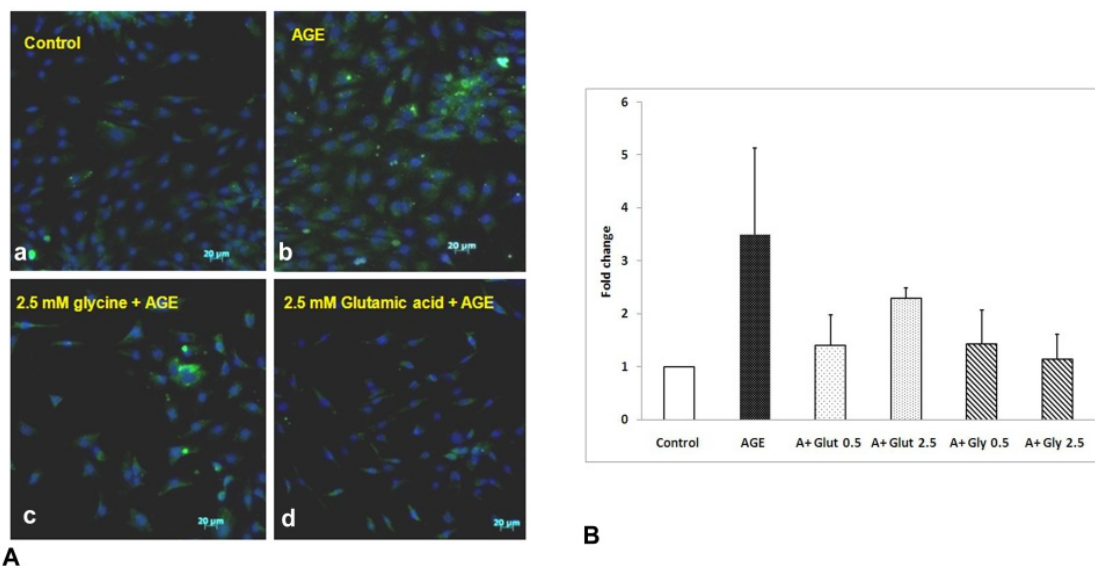 Control
AGE
a
20 µm
b
20 µm
2.5 mM glycine + AGE
2.5 mM Glutamic acid + AGE
c
20 µm
d
20 µm
A
6
5
4
3
2
1
0
Fold change
Control
AGE
A+ Glut 0.5
A+ Glut 2.5
A+ Gly 0.5
A+ Gly 2.5
B